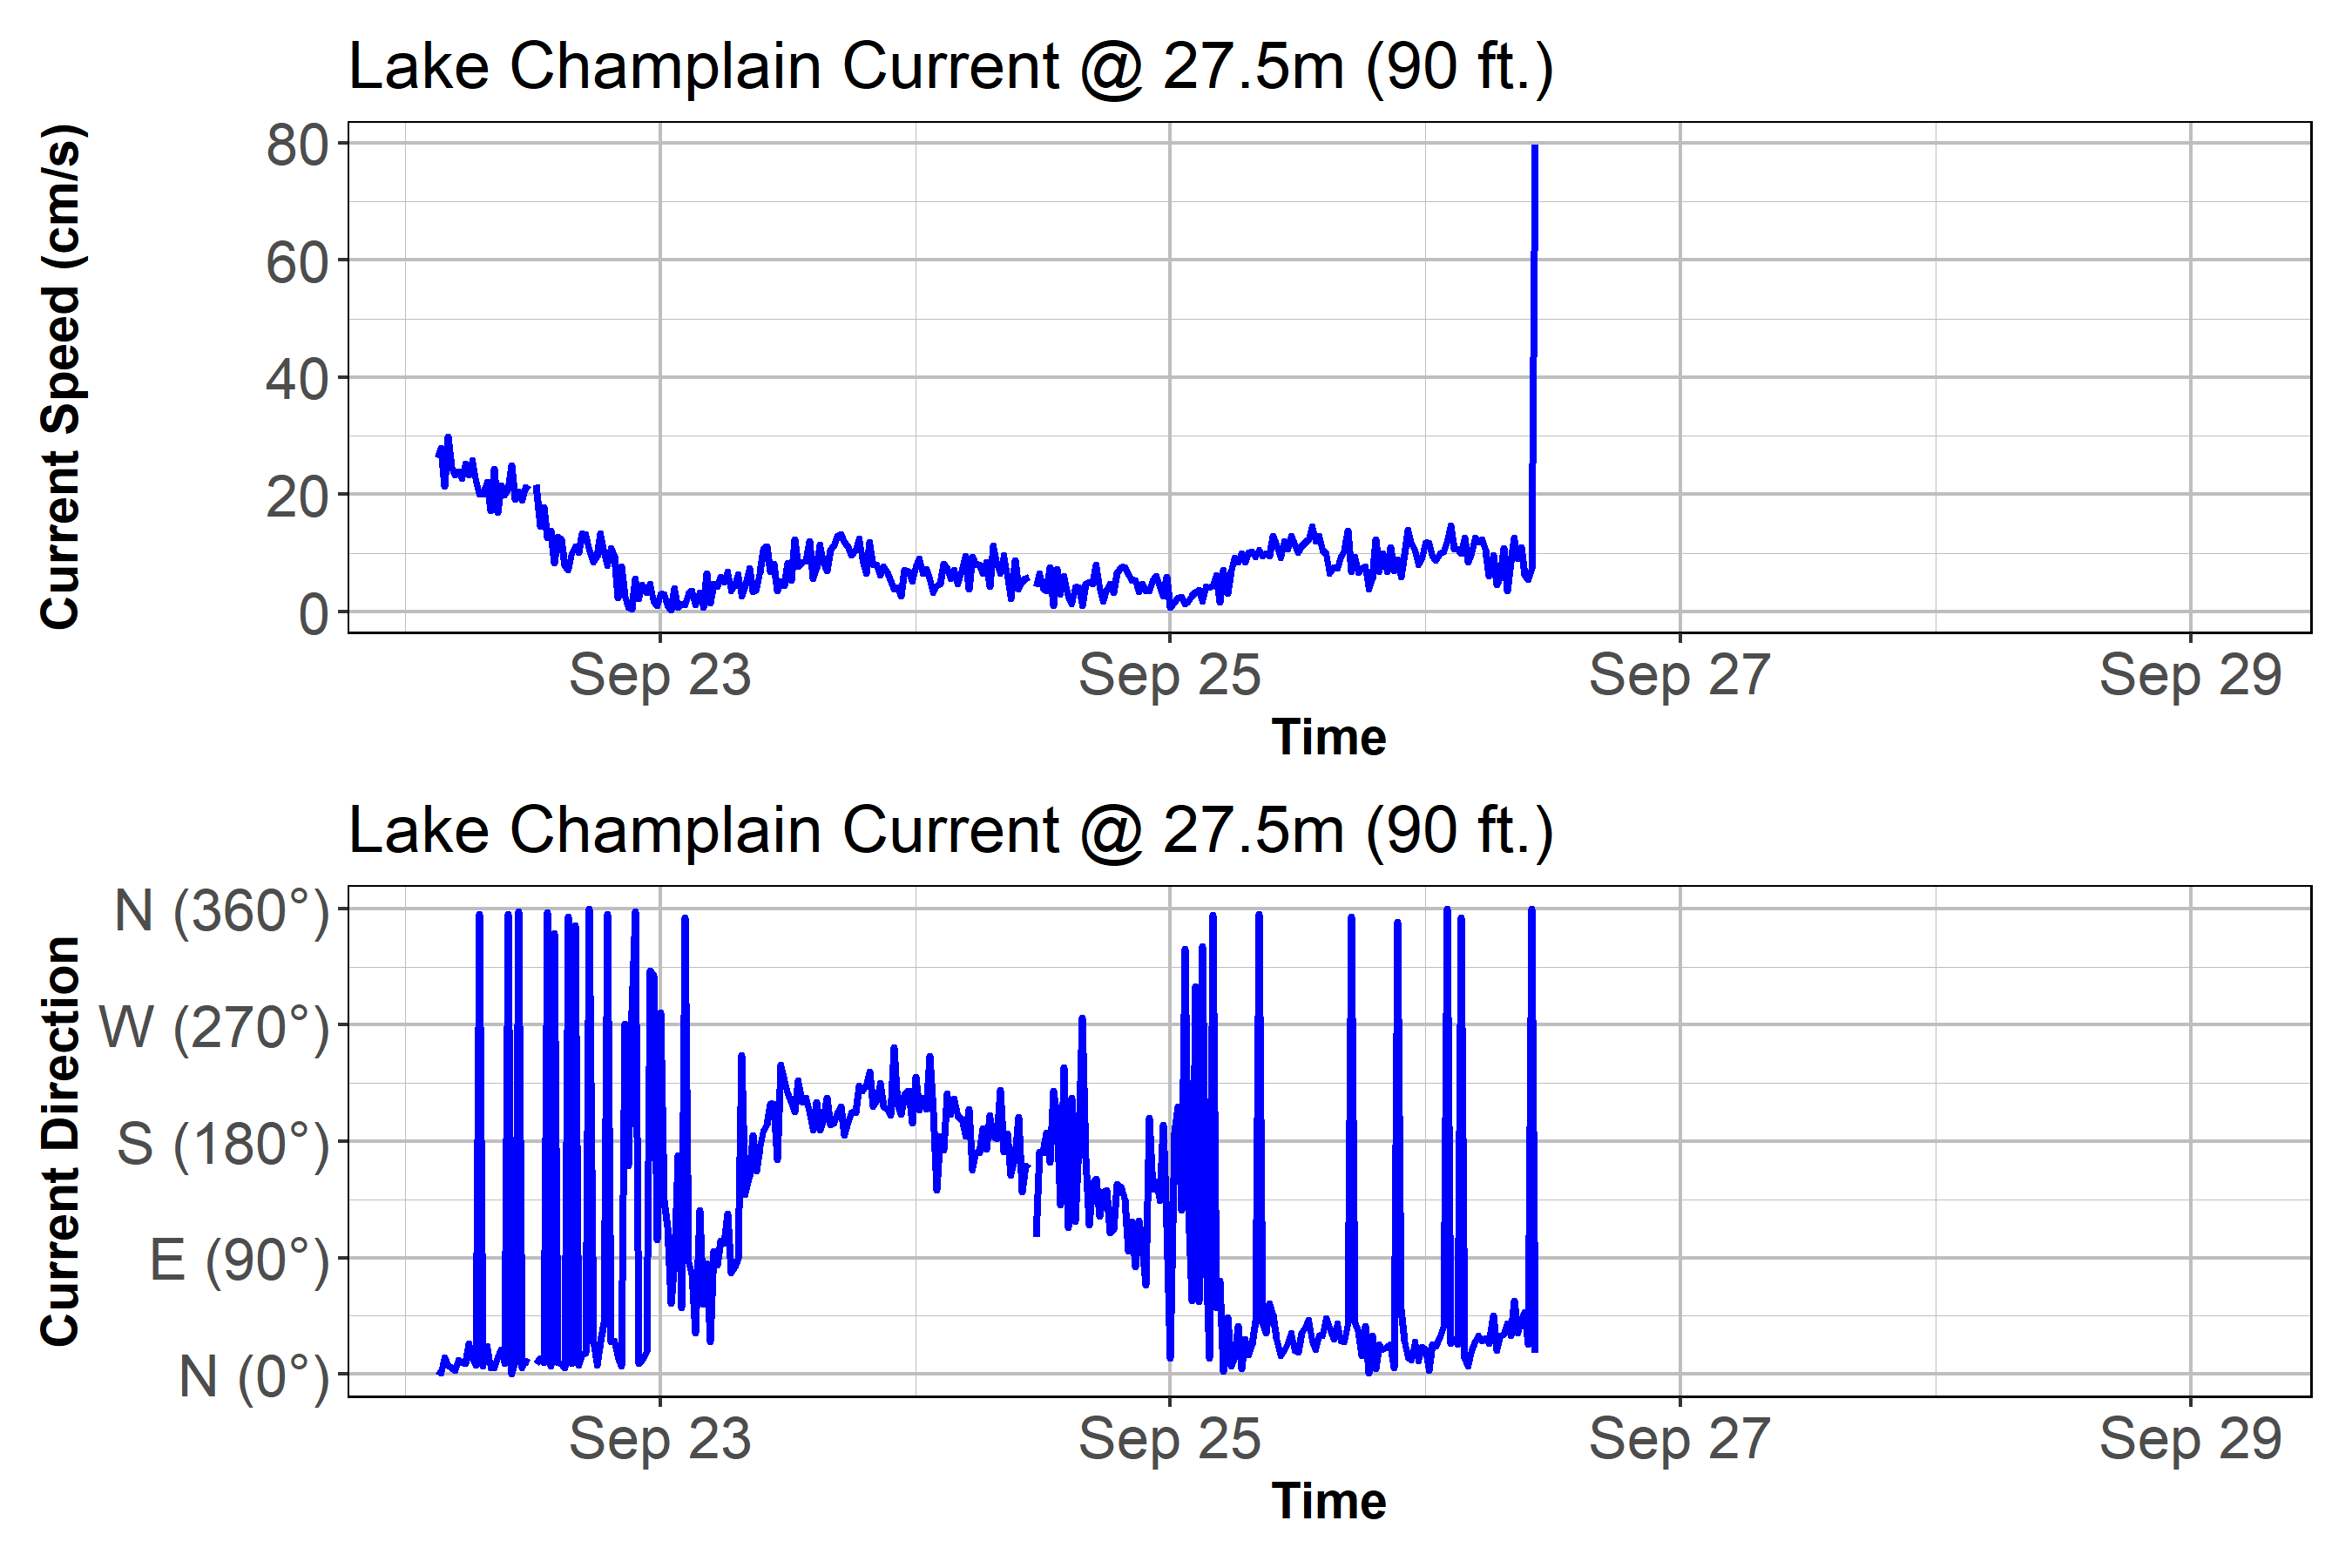 Lake Champlain Current @ 27.5m (90 ft.)
Current Speed (cm/s)
80
60
40
20
0
Sep 23 Sep 25 Sep 27 Sep 29
Time
Lake Champlain Current @ 27.5m (90 ft.)
Current Direction
N (360°)
W (270°)
S (180°)
E (90°)
N (0°)
Sep 23 Sep 25 Sep 27 Sep 29
Time